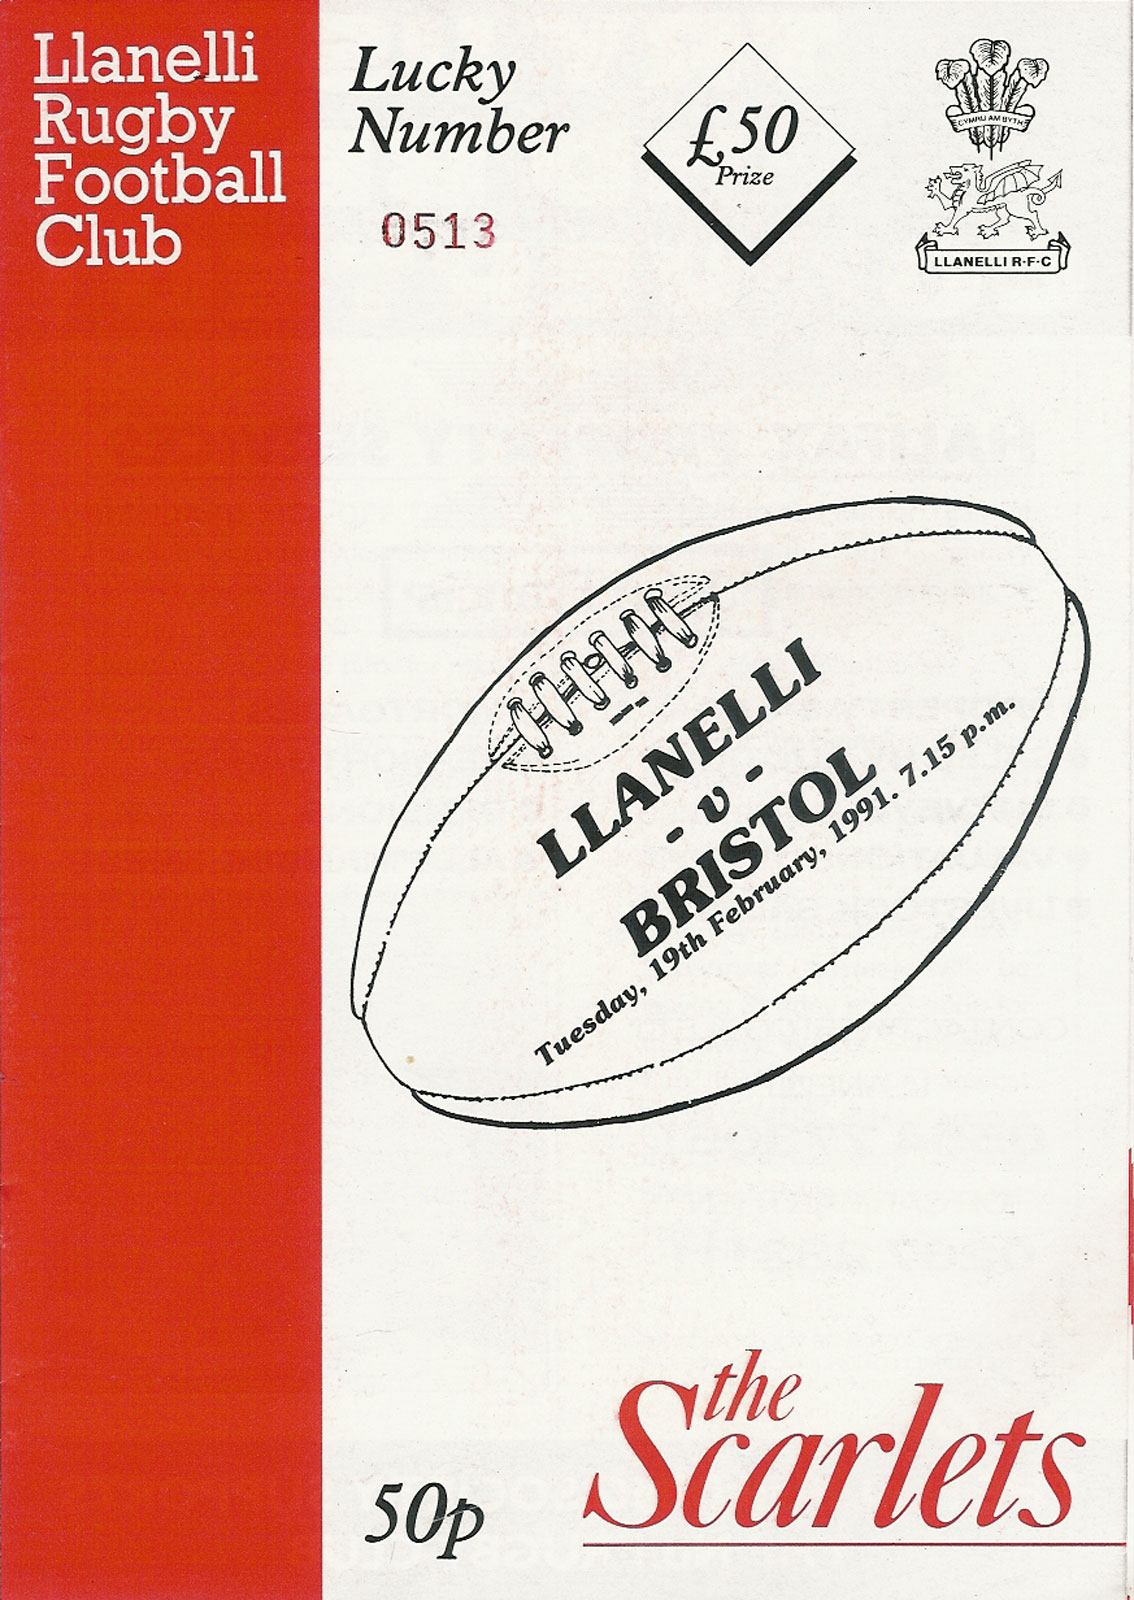 Llanelli
Rugby
Football
Club
Lucky
Number
0513
£50
Prize
CYMRU AM BYTH
LLANELLI R·F·C
LLANELLI
- v -
BRISTOL
Tuesday, 19th February, 1991. 7.15 p.m.
the
Scarlets
50p